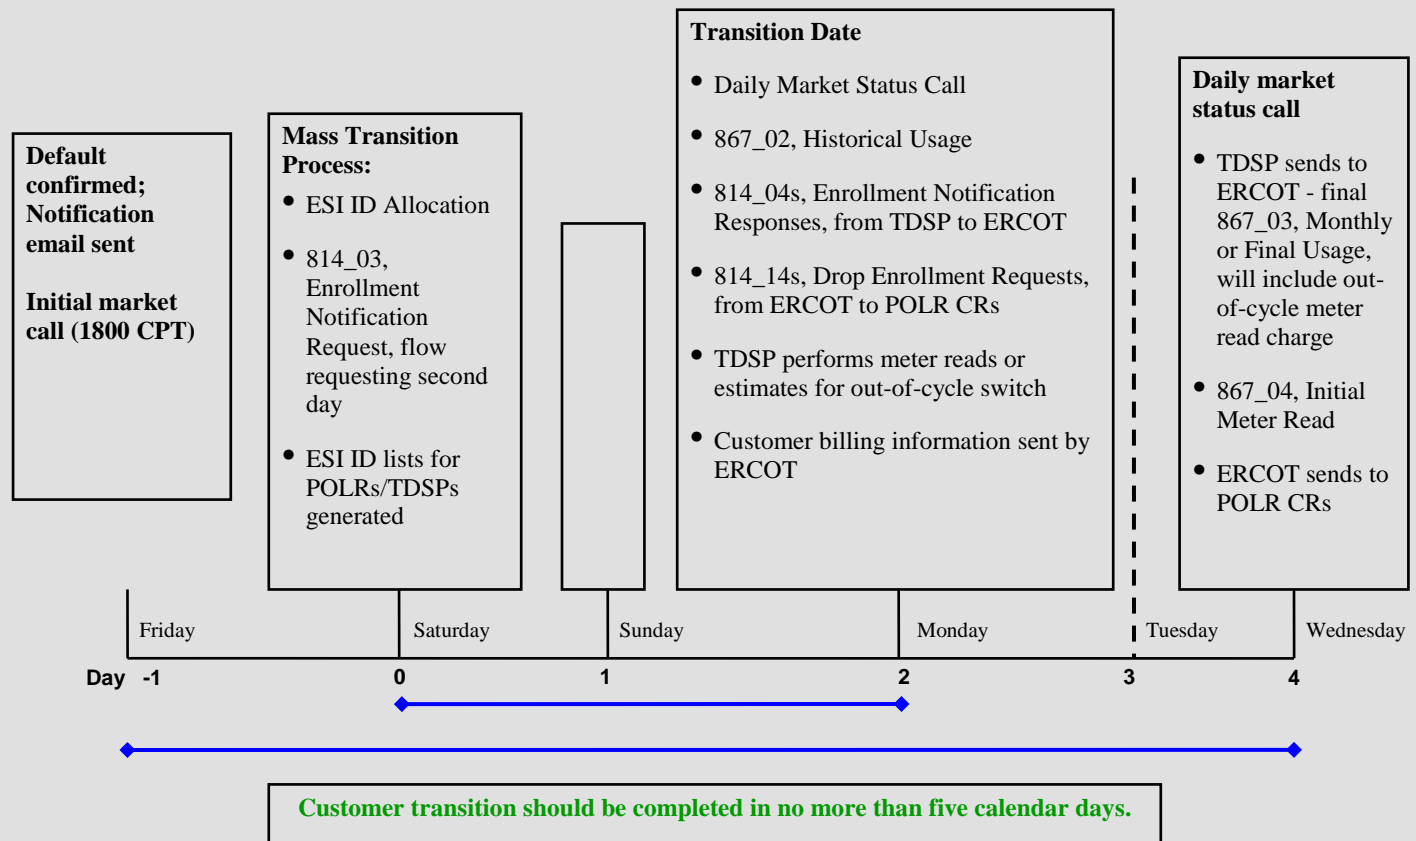 Default
confirmed;
Notification
email sent
Initial market
call (1800 CPT)
Mass Transition
Process:
• ESI ID Allocation
• 814_03,
Enrollment
Notification
Request, flow
requesting second
day
• ESI ID lists for
POLRs/TDSPs
generated
Transition Date
• Daily Market Status Call
• 867_02, Historical Usage
• 814_04s, Enrollment Notification
Responses, from TDSP to ERCOT
• 814_14s, Drop Enrollment Requests,
from ERCOT to POLR CRs
• TDSP performs meter reads or
estimates for out-of-cycle switch
• Customer billing information sent by
ERCOT
Daily market
status call
• TDSP sends to
ERCOT - final
867_03, Monthly
or Final Usage,
will include out-
of-cycle meter
read charge
• 867_04, Initial
Meter Read
• ERCOT sends to
POLR CRs
Friday Saturday Sunday Monday Tuesday Wednesday
Day -1 0 1 2 3 4
Customer transition should be completed in no more than five calendar days.